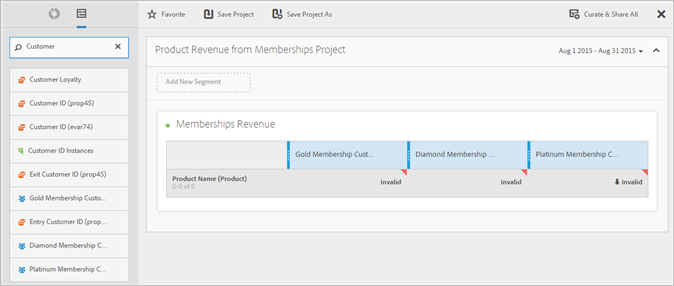 Favorite
Save Project
Save Project As
Curate & Share All
Customer
Customer Loyalty
Customer ID (prop45)
Customer ID (evar74)
Customer ID Instances
Exit Customer ID (prop45)
Gold Membership Custo...
Entry Customer ID (prop...
Diamond Membership C...
Platinum Membership C...
Product Revenue from Memberships Project
Aug 1 2015 - Aug 31 2015
Add New Segment
Memberships Revenue
Gold Membership Cust...
Diamond Membership ...
Platinum Membership C...
Product Name (Product)
0-0 of 0
Invalid
Invalid
Invalid